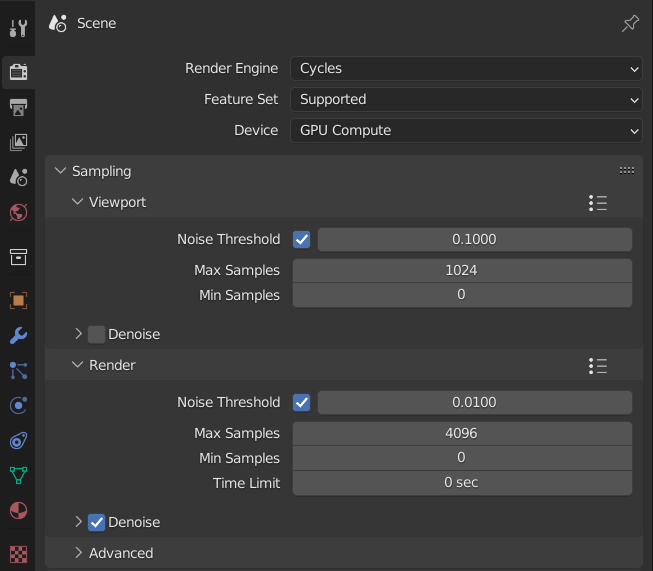 Scene
Render Engine Cycles
Feature Set Supported
Device GPU Compute
Sampling
Viewport
Noise Threshold 0.1000
Max Samples 1024
Min Samples 0
Denoise
Render
Noise Threshold 0.0100
Max Samples 4096
Min Samples 0
Time Limit 0 sec
Denoise
Advanced